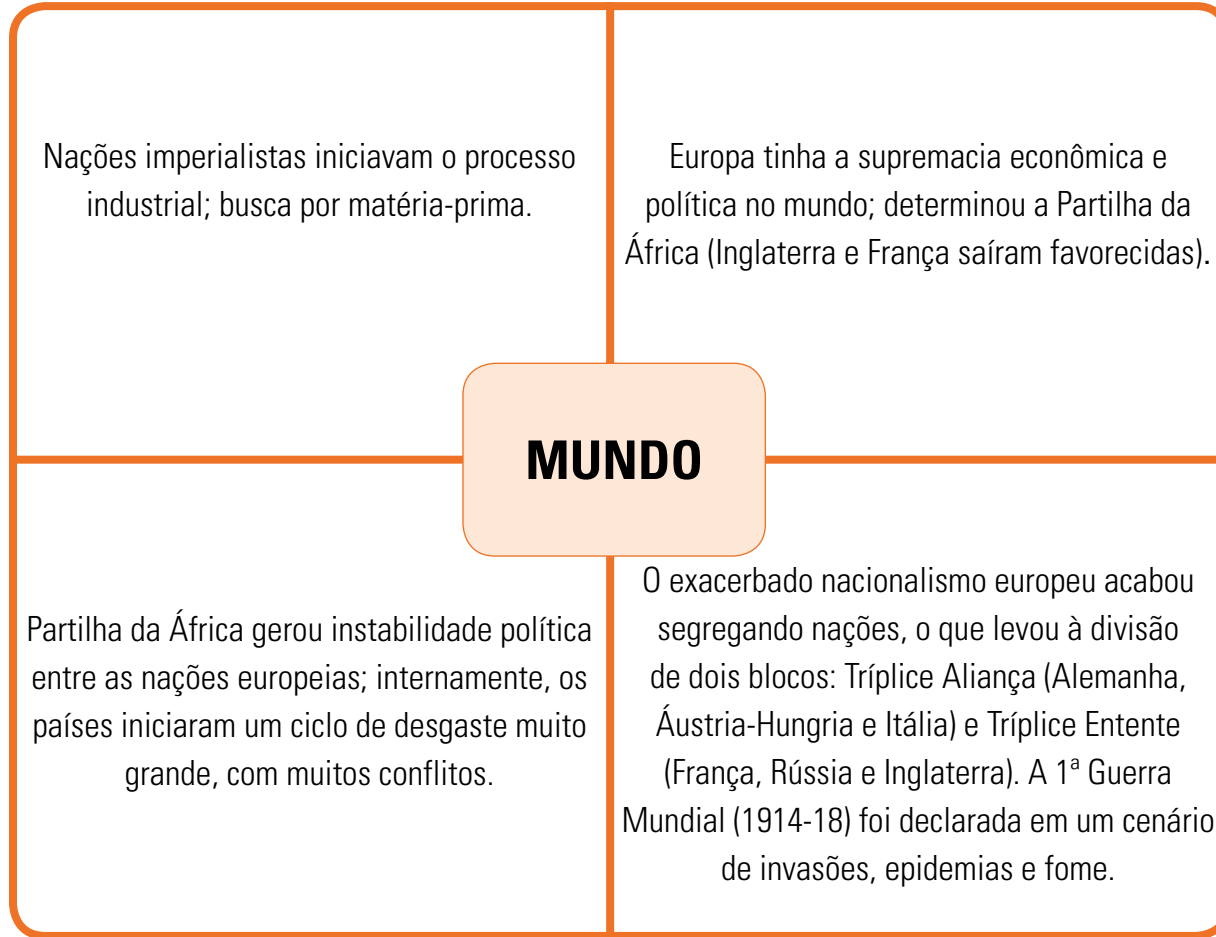 Nações imperialistas iniciavam o processo
industrial; busca por matéria-prima.
Europa tinha a supremacia econômica e
política no mundo; determinou a Partilha da
África (Inglaterra e França saíram favorecidas).
MUNDO
Partilha da África gerou instabilidade política
entre as nações europeias; internamente, os
países iniciaram um ciclo de desgaste muito
grande, com muitos conflitos.
O exacerbado nacionalismo europeu acabou
segregando nações, o que levou à divisão
de dois blocos: Tríplice Aliança (Alemanha,
Áustria-Hungria e Itália) e Tríplice Entente
(França, Rússia e Inglaterra). A 1ª Guerra
Mundial (1914-18) foi declarada em um cenário
de invasões, epidemias e fome.